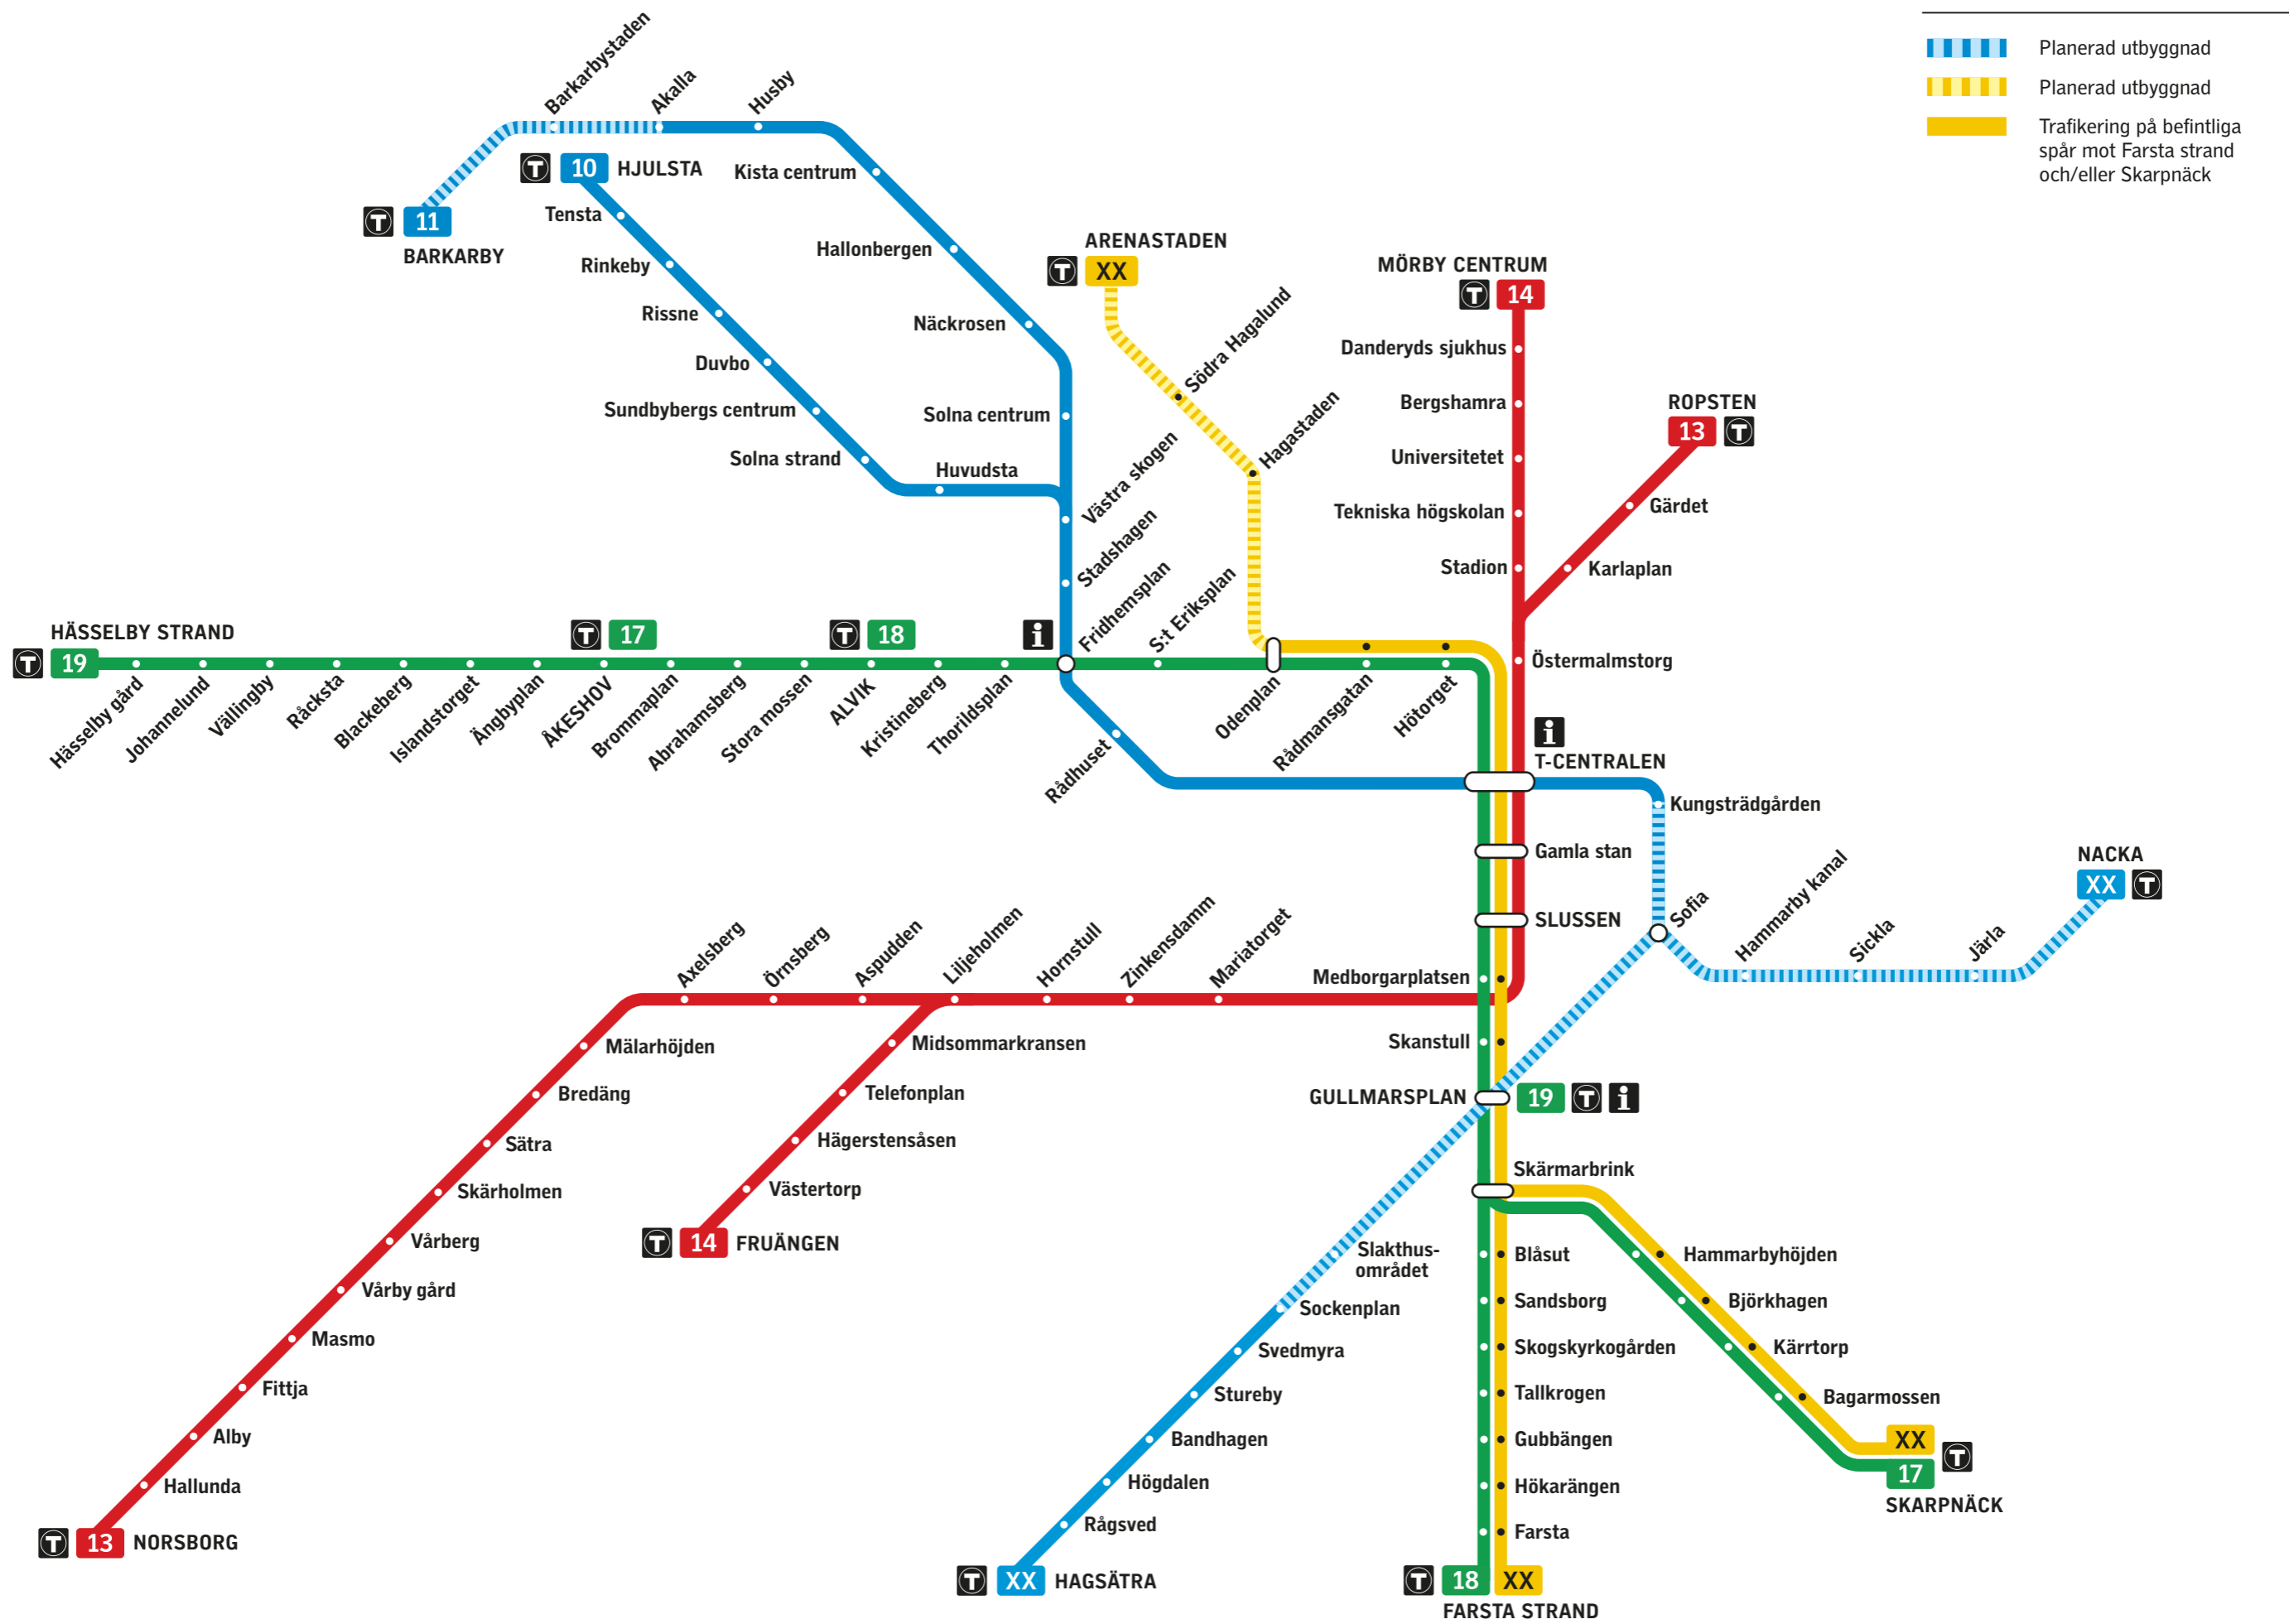 Planerad utbyggnad
Planerad utbyggnad
Trafikering på befintliga
spår mot Farsta strand
och/eller Skarpnäck
Barkarbystaden
Akalla
Husby
T 10 HJULSTA
Kista centrum
T 11
BARKARBY
Tensta
Rinkeby
Rissne
Duvbo
Sundbybergs centrum
Solna strand
Huvudsta
Hallonbergen
Näckrosen
Solna centrum
Västra skogen
Stadshagen
Fridhemsplan
ARENASTADEN
T XX
Södra Hagalund
Hagastaden
MÖRBY CENTRUM
T 14
Danderyds sjukhus
Bergshamra
Universitetet
Tekniska högskolan
Stadion
ROPSTEN
13 T
Gärdet
Karlaplan
Östermalmstorg
HÄSSELBY STRAND
T 19
T 17
T 18
i
S:t Eriksplan
Hässelby gård
Johannelund
Vällingby
Råcksta
Blackeberg
Islandstorget
Ängbyplan
ÅKESHOV
Brommaplan
Abrahamsberg
Stora mossen
ALVIK
Kristineberg
Thorildsplan
Rådhuset
Odenplan
Rådmansgatan
Hötorget
i
T-CENTRALEN
Kungsträdgården
Gamla stan
SLUSSEN
Sofia
Hammarby kanal
Sickla
Järla
NACKA
XX T
Axelsberg
Örnsberg
Aspudden
Liljeholmen
Hornstull
Zinkensdamm
Mariatorget
Medborgarplatsen
Skanstull
GULLMARSPLAN
19 T i
Mälarhöjden
Bredäng
Sätra
Skärholmen
Vårberg
Vårby gård
Masmo
Fittja
Alby
Hallunda
T 13 NORSBORG
Midsommarkransen
Telefonplan
Hägerstensåsen
Västertorp
T 14 FRUÄNGEN
Skärmarbrink
Slakthus-
området
Sockenplan
Svedmyra
Stureby
Bandhagen
Högdalen
Rågsved
T XX HAGSÄTRA
Blåsut
Sandsborg
Skogskyrkogården
Tallkrogen
Gubbängen
Hökarängen
Farsta
T 18 XX
FARSTA STRAND
Hammarbyhöjden
Björkhagen
Kärrtorp
Bagarmossen
XX T
17
SKARPNÄCK